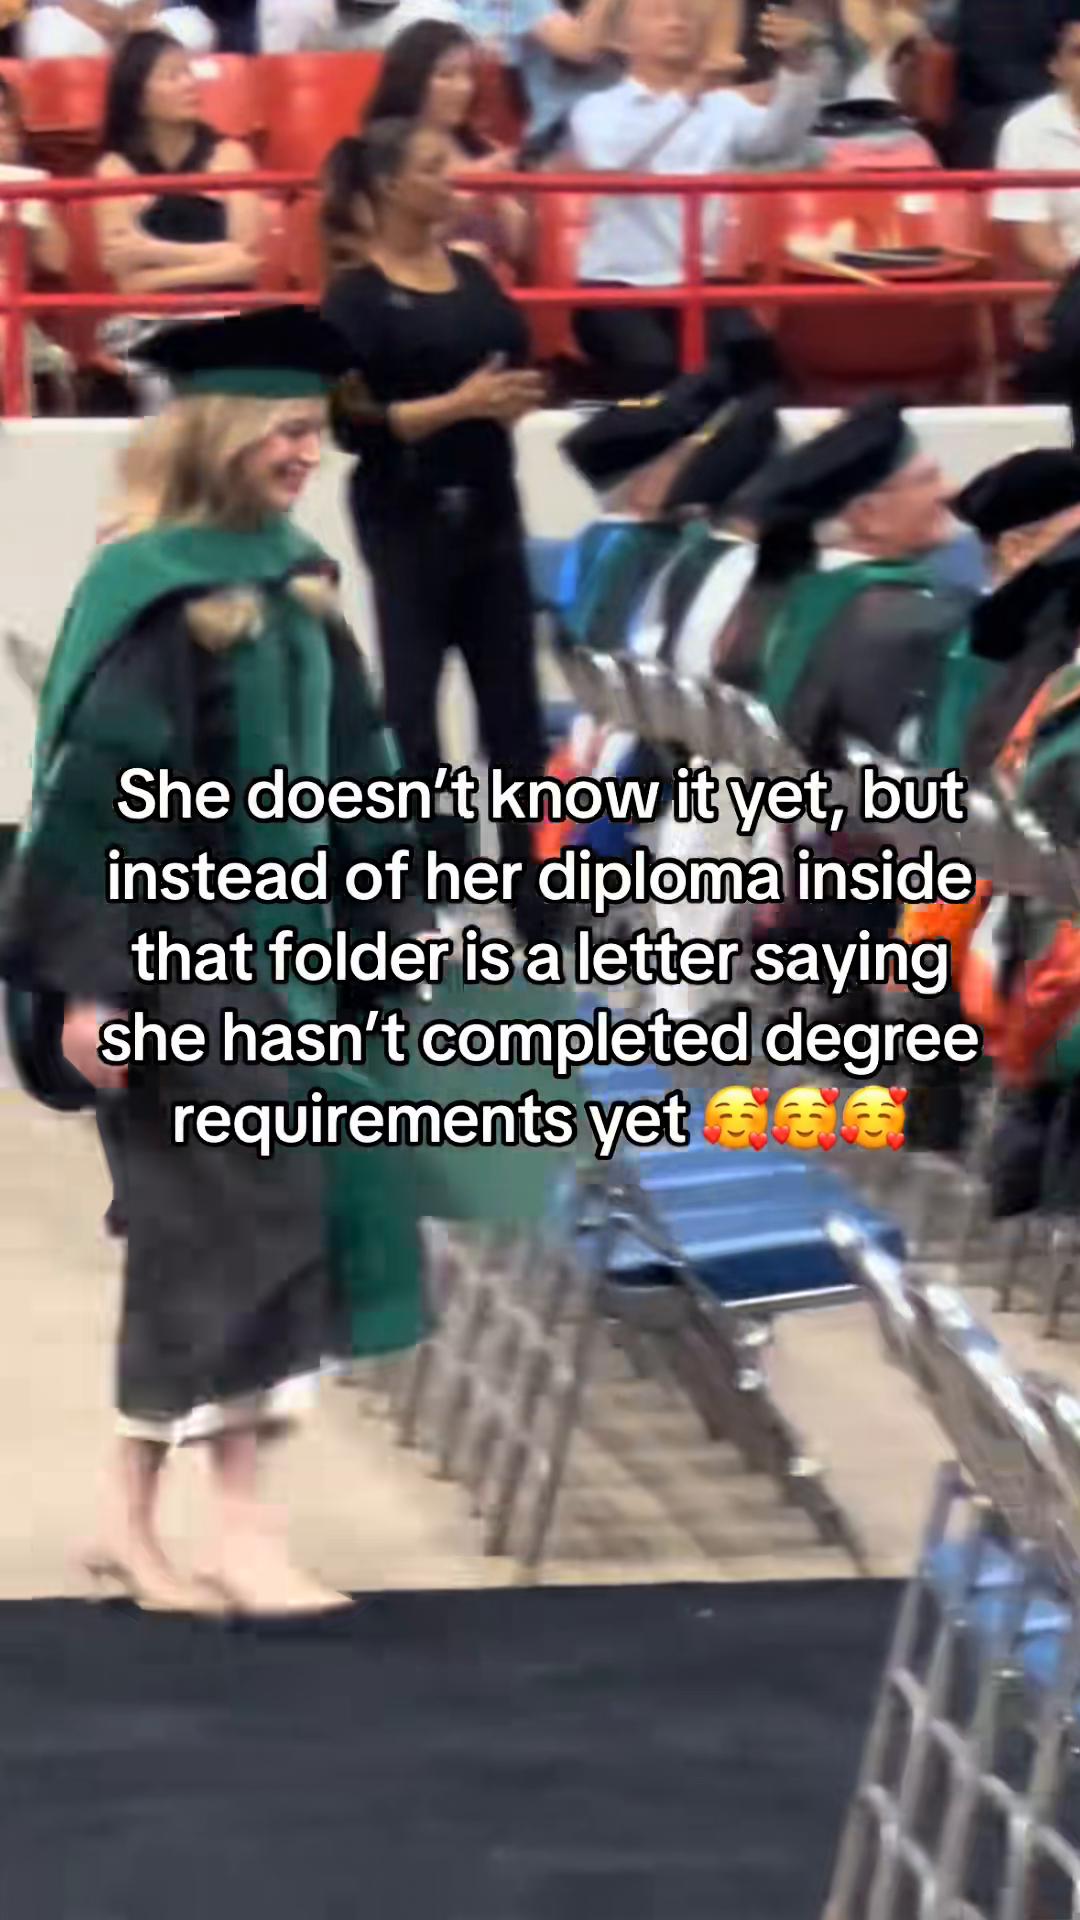 She doesn’t know it yet, but
instead of her diploma inside
that folder is a letter saying
she hasn’t completed degree
requirements yet 🥰🥰🥰